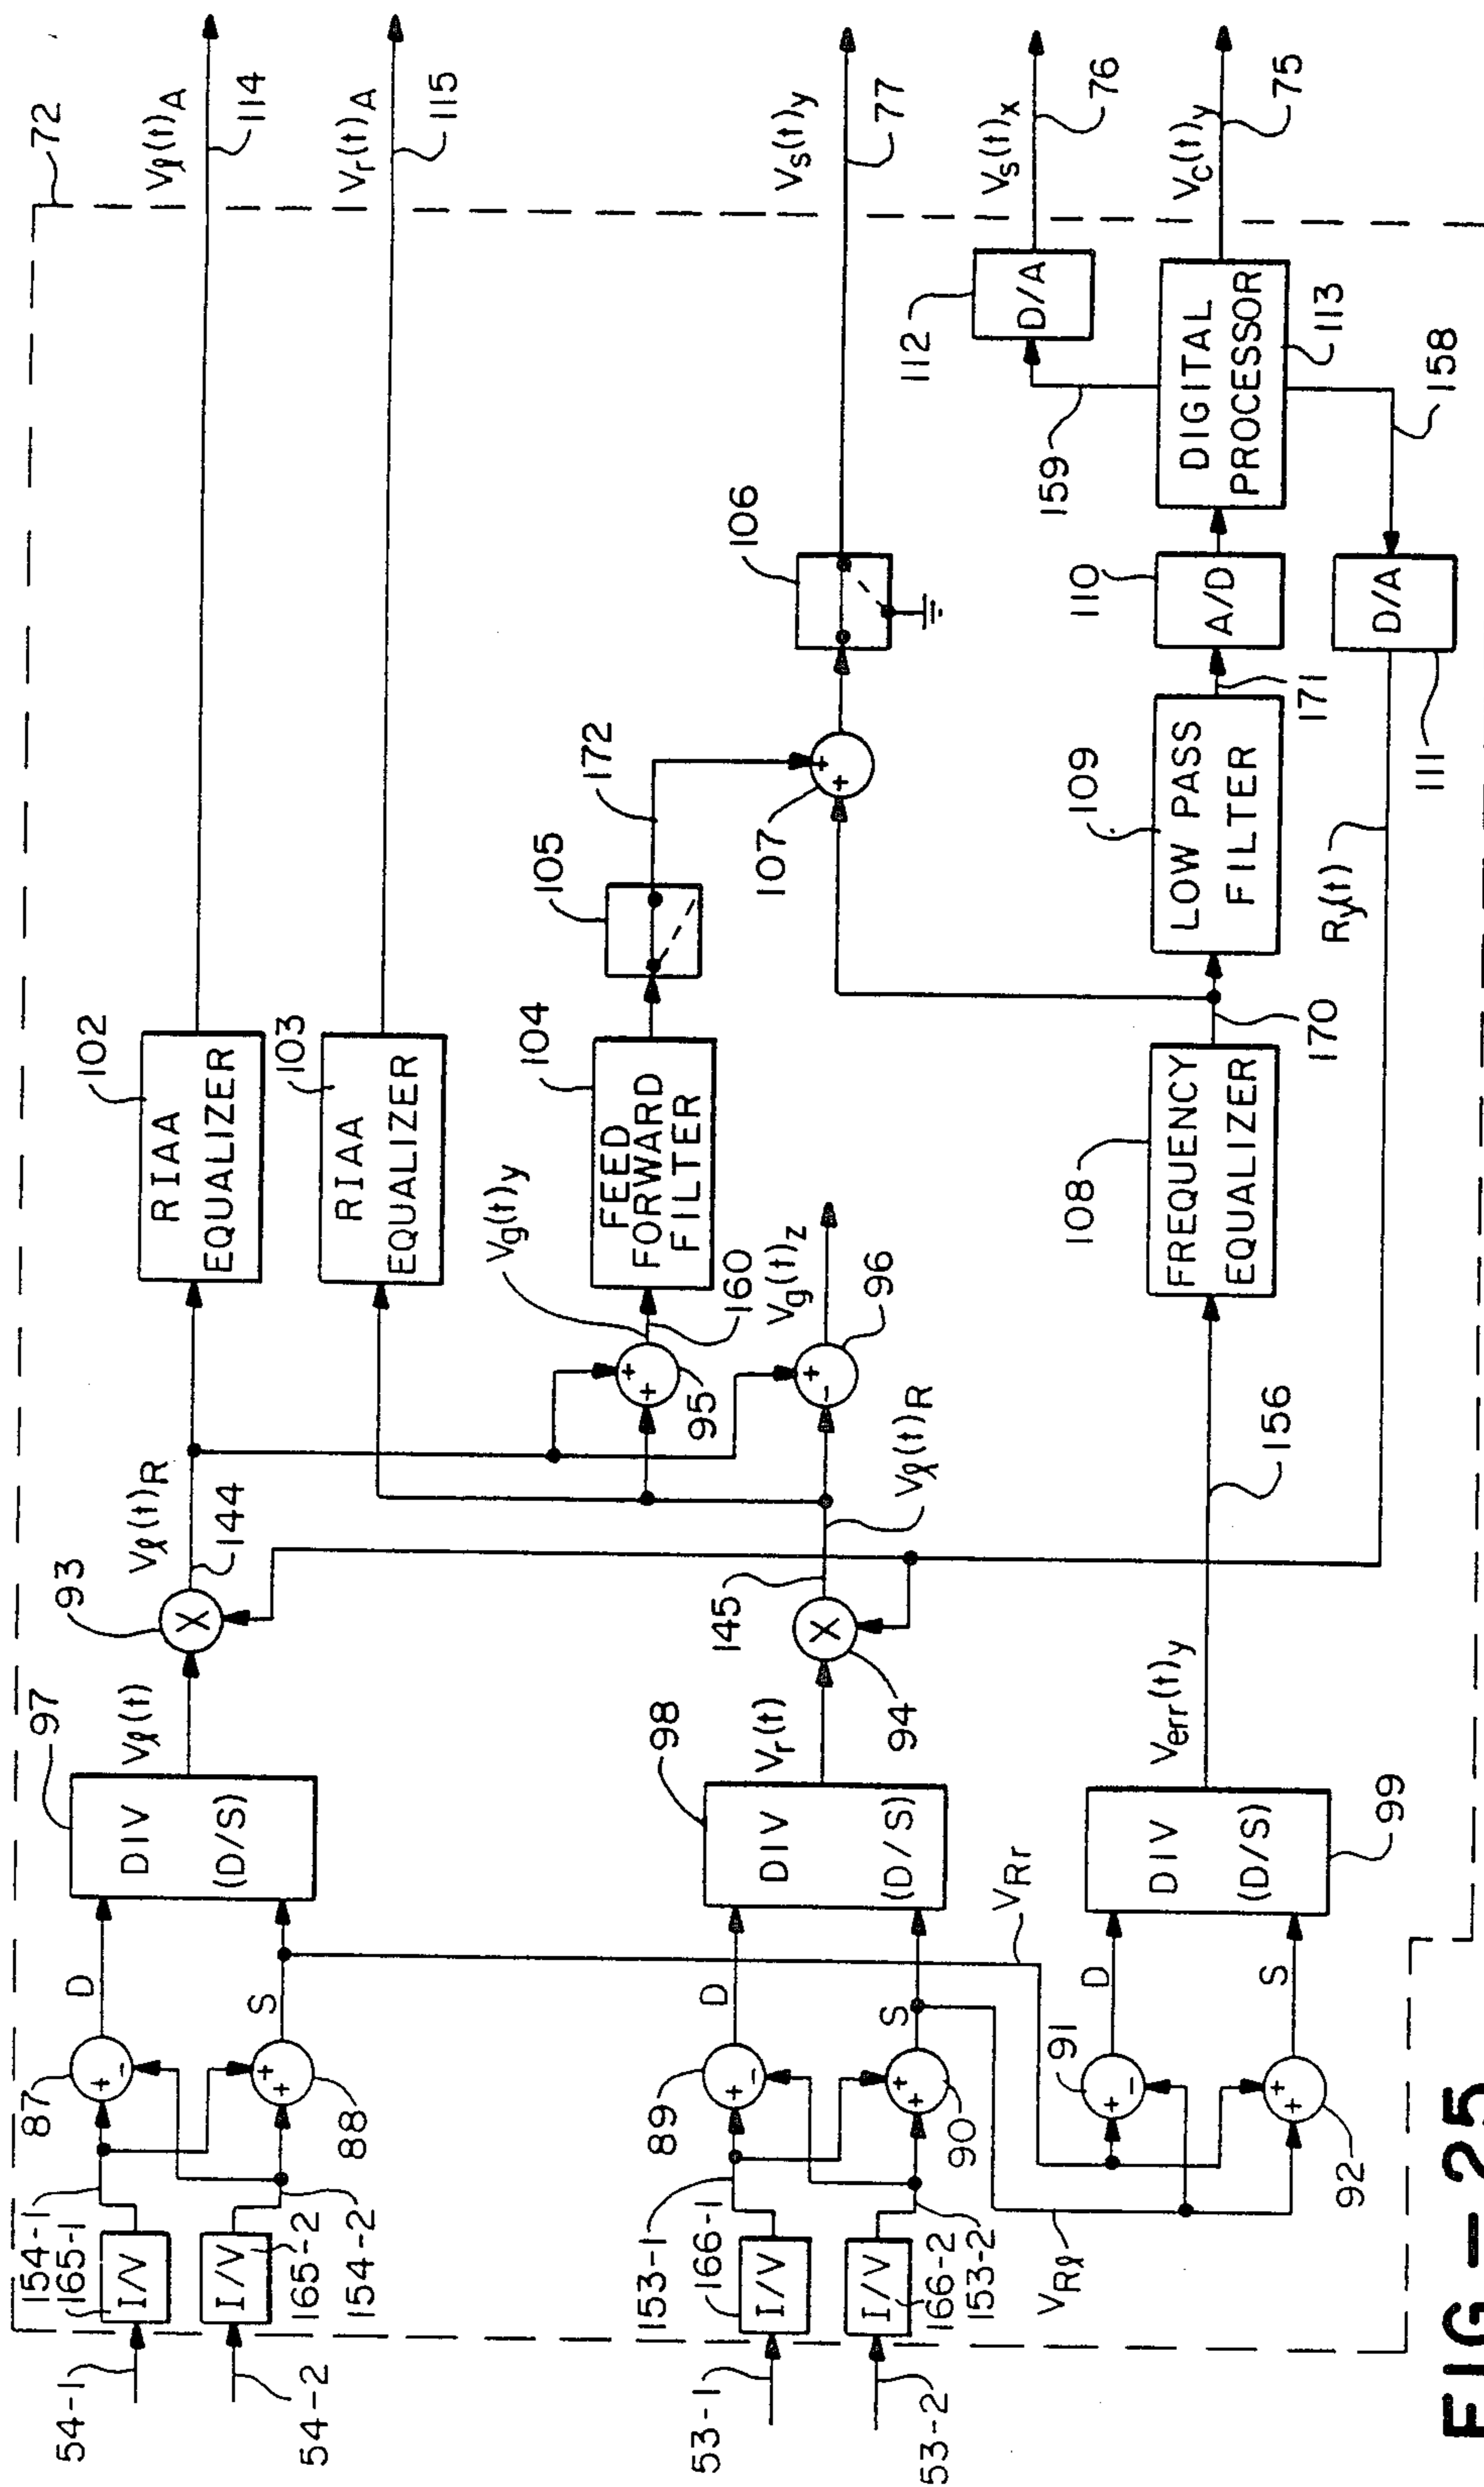 72
54-1
154-1
165-1
I/V
87
+
-
D
97
DIV
(D/S)
Vℓ(t)
93
X
Vℓ(t)R
144
102
RIAA
EQUALIZER
Vℓ(t)A
114
54-2
I/V
165-2
154-2
88
+
+
S
103
RIAA
EQUALIZER
Vr(t)A
115
Vg(t)y
95
+
+
160
104
FEED
FORWARD
FILTER
105
172
53-1
153-1
166-1
I/V
89
+
-
D
98
DIV
(D/S)
Vr(t)
94
X
145
Vℓ(t)R
Vg(t)z
96
+
-
107
+
+
106
Vs(t)y
77
53-2
I/V
166-2
153-2
90
+
+
S
VRr
VRℓ
112
D/A
Vs(t)x
76
159
91
+
-
D
92
+
+
S
DIV
(D/S)
99
Verr(t)y
156
108
FREQUENCY
EQUALIZER
170
109
LOW PASS
FILTER
171
110
A/D
DIGITAL
PROCESSOR
113
Vc(t)y
75
158
D/A
111
Ry(t)
FIG-25